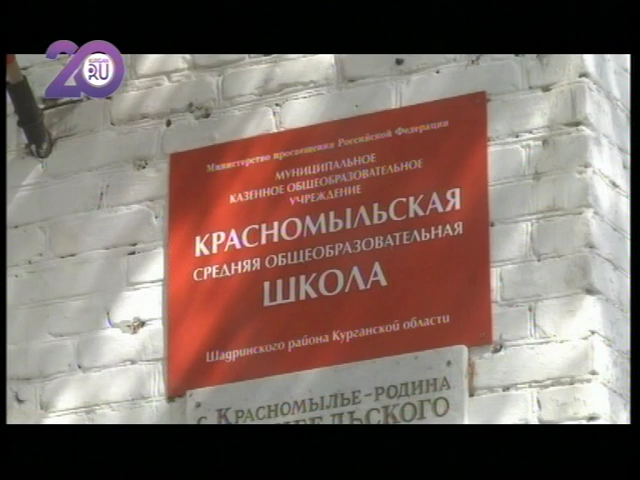 20
KURGAN
RU
Министерство просвещения Российской Федерации
МУНИЦИПАЛЬНОЕ
КАЗЕННОЕ ОБЩЕОБРАЗОВАТЕЛЬНОЕ
УЧРЕЖДЕНИЕ
КРАСНОМЫЛЬСКАЯ
СРЕДНЯЯ ОБЩЕОБРАЗОВАТЕЛЬНАЯ
ШКОЛА
Шадринского района Курганской области
с. КРАСНОМЫЛЬЕ-РОДИНА